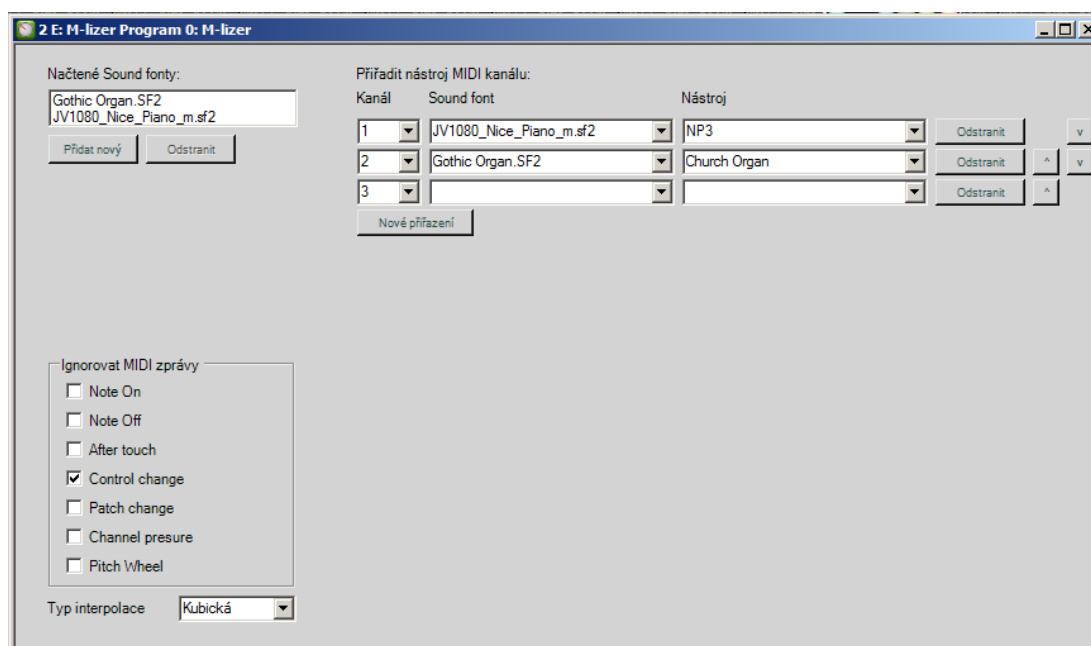 2 E: M-lizer Program 0: M-lizer
Načtené Sound fonty:
Gothic Organ.SF2
JV1080_Nice_Piano_m.sf2
Přidat nový Odstranit
Přiřadit nástroj MIDI kanálu:
Kanál Sound font Nástroj
1 JV1080_Nice_Piano_m.sf2 NP3 Odstranit v
2 Gothic Organ.SF2 Church Organ Odstranit ^ v
3 Odstranit ^
Nové přiřazení
Ignorovat MIDI zprávy
Note On
Note Off
After touch
Control change
Patch change
Channel presure
Pitch Wheel
Typ interpolace Kubická